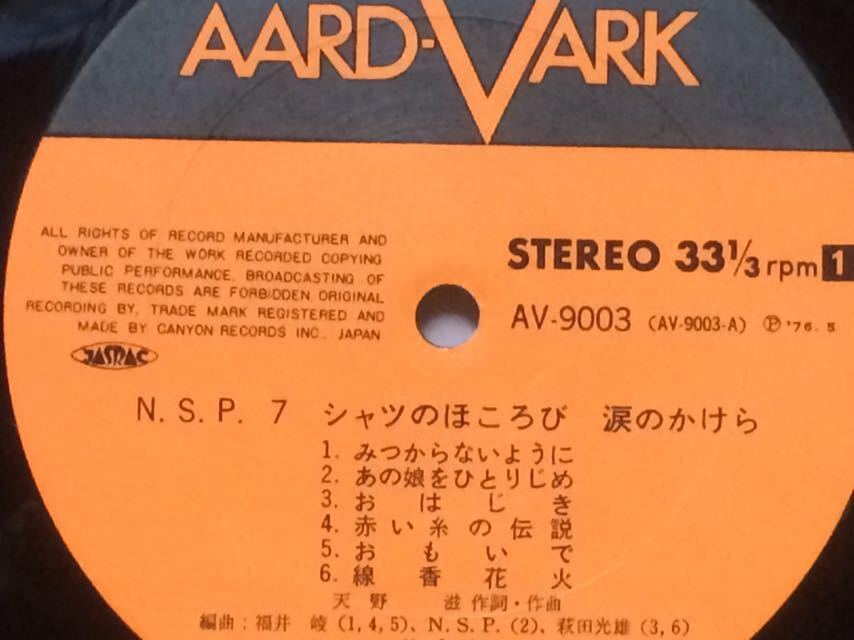 AARD-VARK
ALL RIGHTS OF RECORD MANUFACTURER AND
OWNER OF THE WORK RECORDED COPYING
PUBLIC PERFORMANCE, BROADCASTING OF
THESE RECORDS ARE FORBIDDEN ORIGINAL
RECORDING BY, TRADE MARK REGISTERED AND
MADE BY CANYON RECORDS INC., JAPAN
JASRAC
STEREO 33⅓ rpm 1
AV-9003 (AV-9003-A) Ⓟ '76. 5
N. S. P. 7 シャツのほころび 涙のかけら
1. みつからないように
2. あの娘をひとりじめ
3. おはじき
4. 赤い糸の伝説
5. おもいで
6. 線香花火
天野 滋 作詞・作曲
編曲：福井 崚 (1, 4, 5)、N. S. P. (2)、萩田光雄 (3, 6)